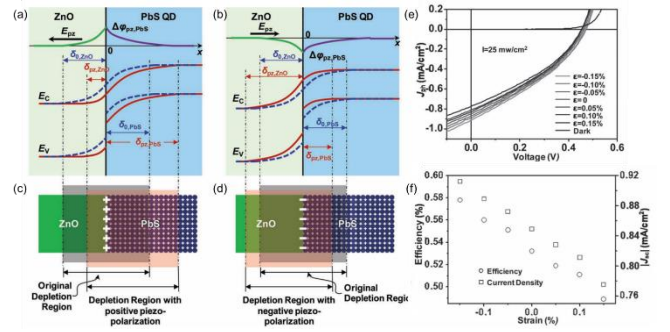 (a)
ZnO
PbS QD
E_pz
Δφ_pz,PbS
0
x
δ_0,ZnO
δ_pz,ZnO
E_C
δ_0,PbS
δ_pz,PbS
E_V
(b)
ZnO
PbS QD
E_pz
Δφ_pz,PbS
0
x
δ_0,ZnO
δ_pz,ZnO
E_C
δ_0,PbS
δ_pz,PbS
E_V
(c)
ZnO
PbS
Original
Depletion
Region
Depletion Region with
positive piezo-
polarization
(d)
ZnO
PbS
Original
Depletion Regi
Depletion Region with
negative piezo-
polarization
(e)
J_sc (mA/cm²)
0.2
0.0
-0.2
-0.4
-0.6
-0.8
-1.0
I=25 mw/cm²
ε=-0.15%
ε=-0.10%
ε=-0.05%
ε=0
ε=0.05%
ε=0.10%
ε=0.15%
Dark
0.0 0.2 0.4 0.6
Voltage (V)
(f)
Efficiency (%)
0.60
0.58
0.56
0.54
0.52
0.50
Efficiency
Current Density
0.92
0.88
0.84
0.80
0.76
|J_sc| (mA/cm²)
-0.1 0.0 0.1
Strain (%)